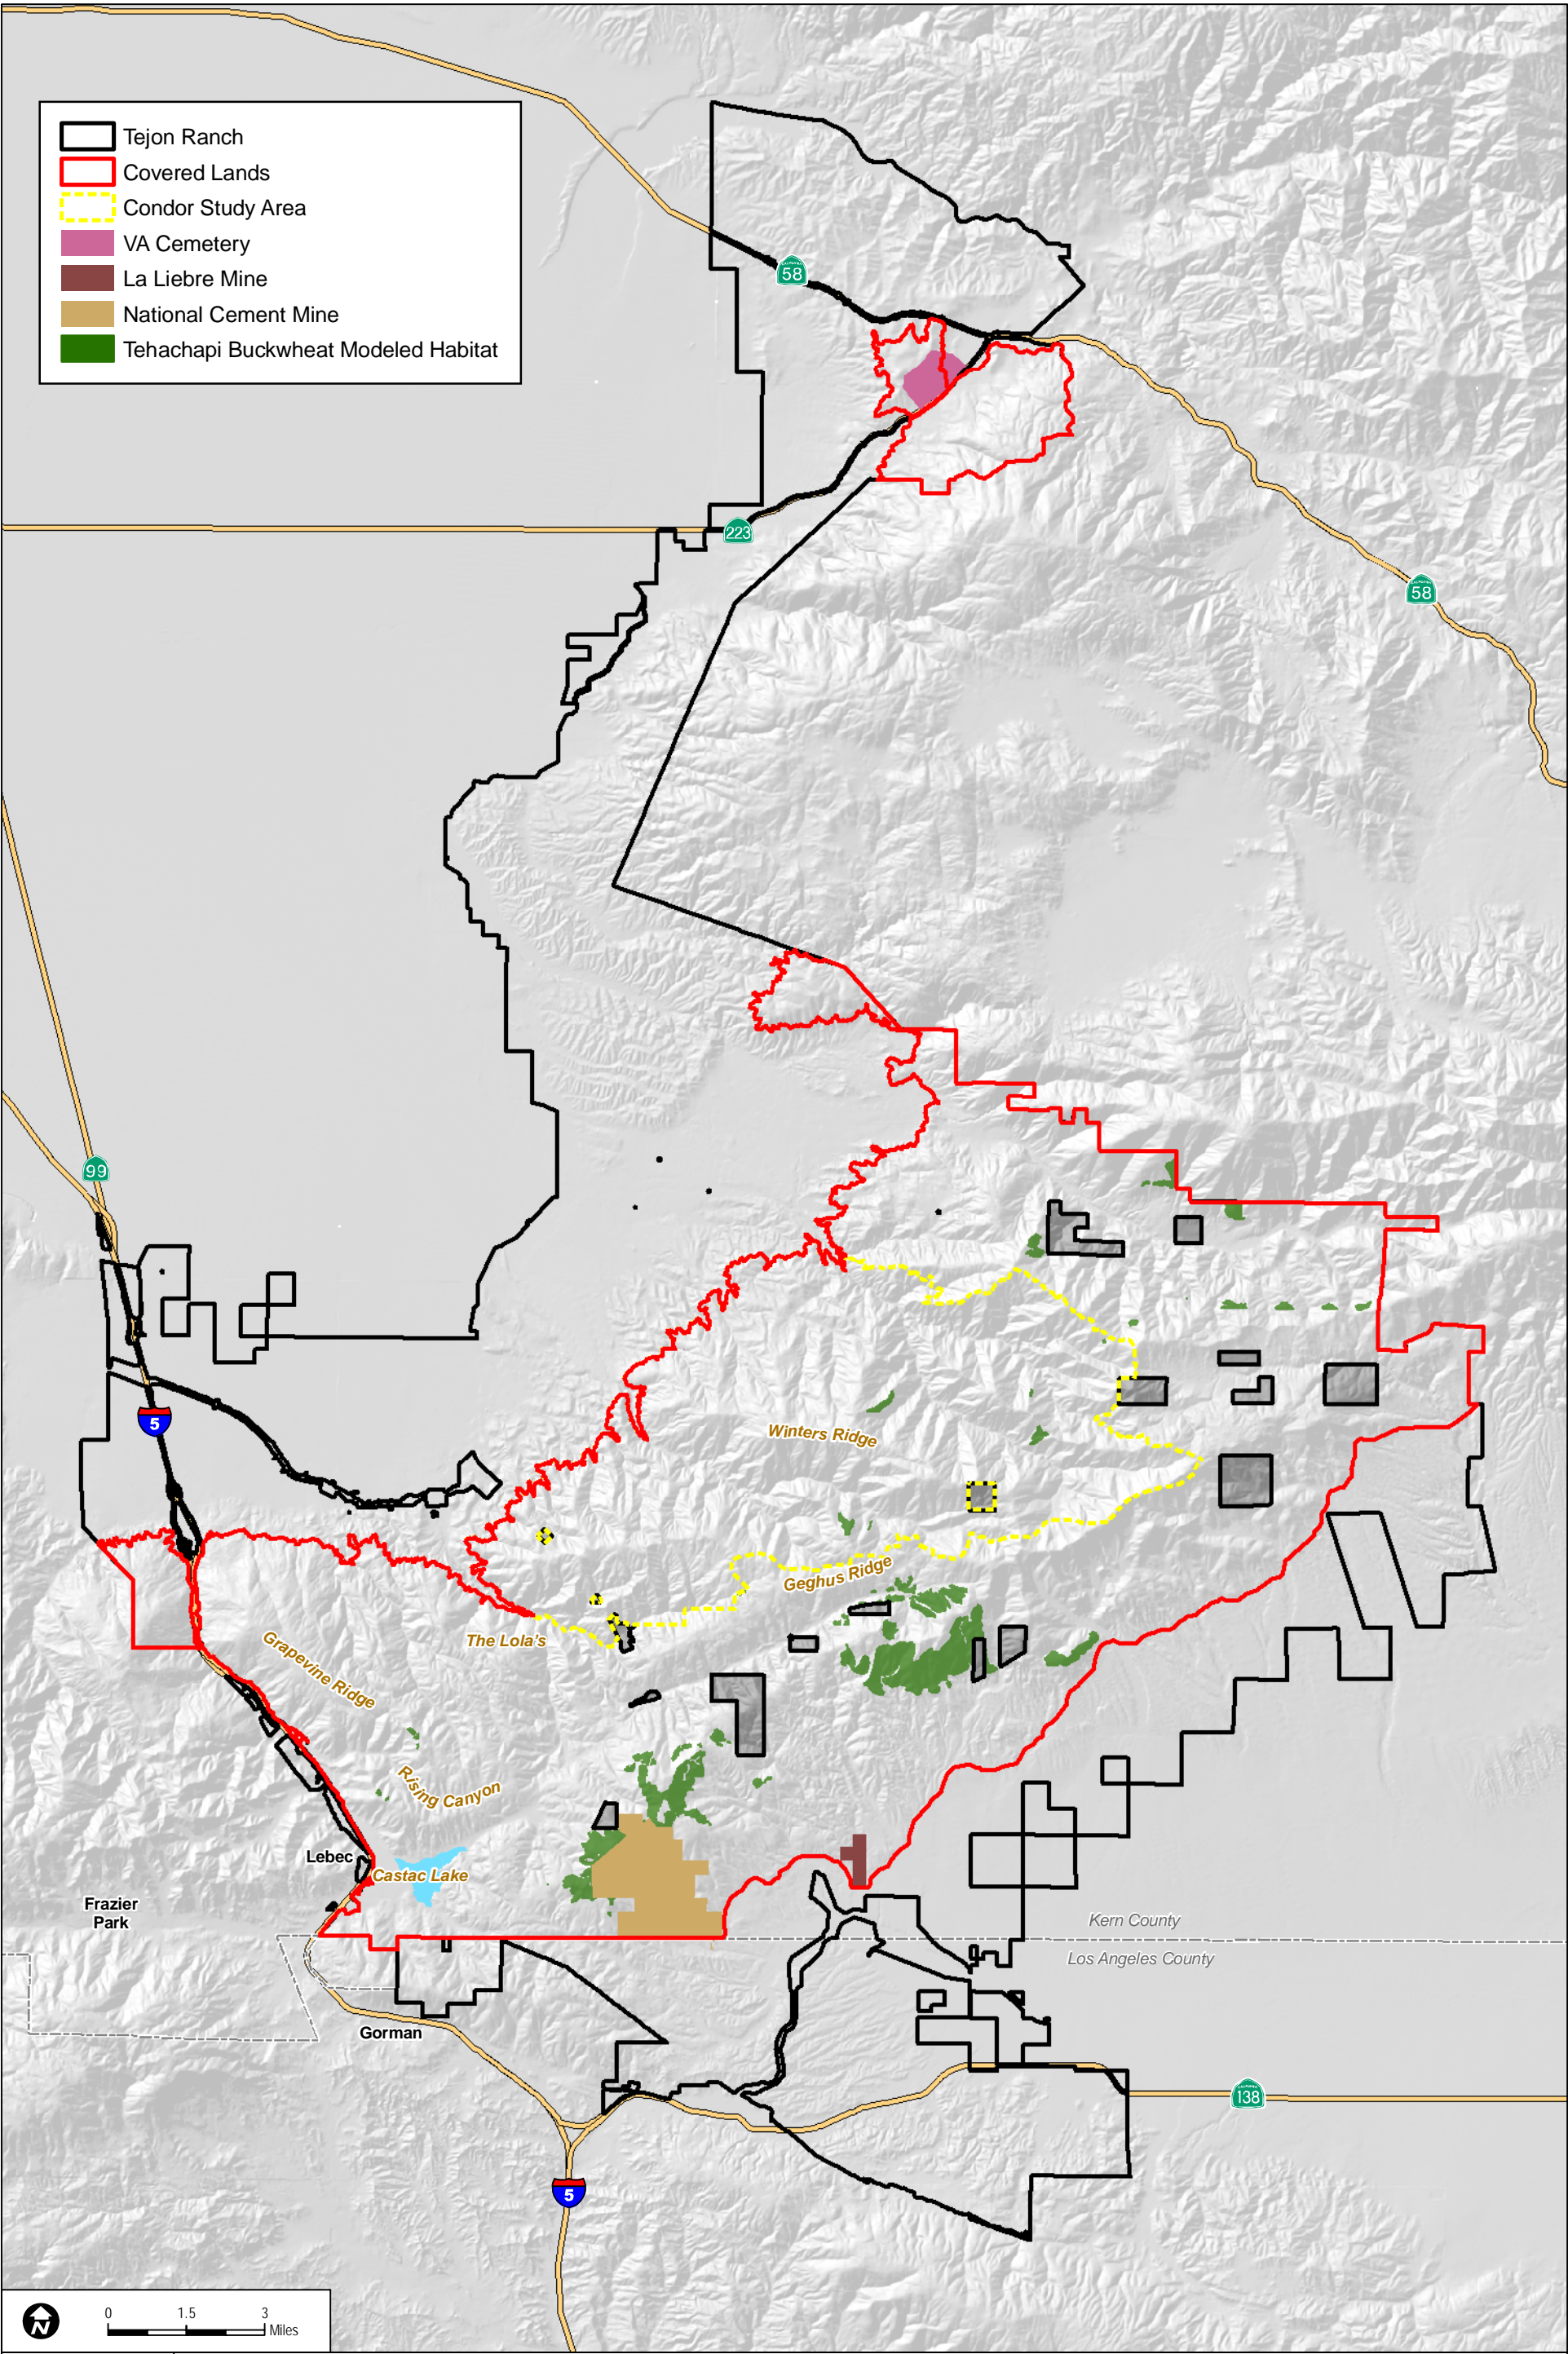 Tejon Ranch
Covered Lands
Condor Study Area
VA Cemetery
La Liebre Mine
National Cement Mine
Tehachapi Buckwheat Modeled Habitat
58
223
58
99
5
Winters Ridge
Geghus Ridge
The Lola's
Grapevine Ridge
Rising Canyon
Lebec
Castac Lake
Frazier
Park
Kern County
Los Angeles County
Gorman
138
5
N
0 1.5 3
Miles